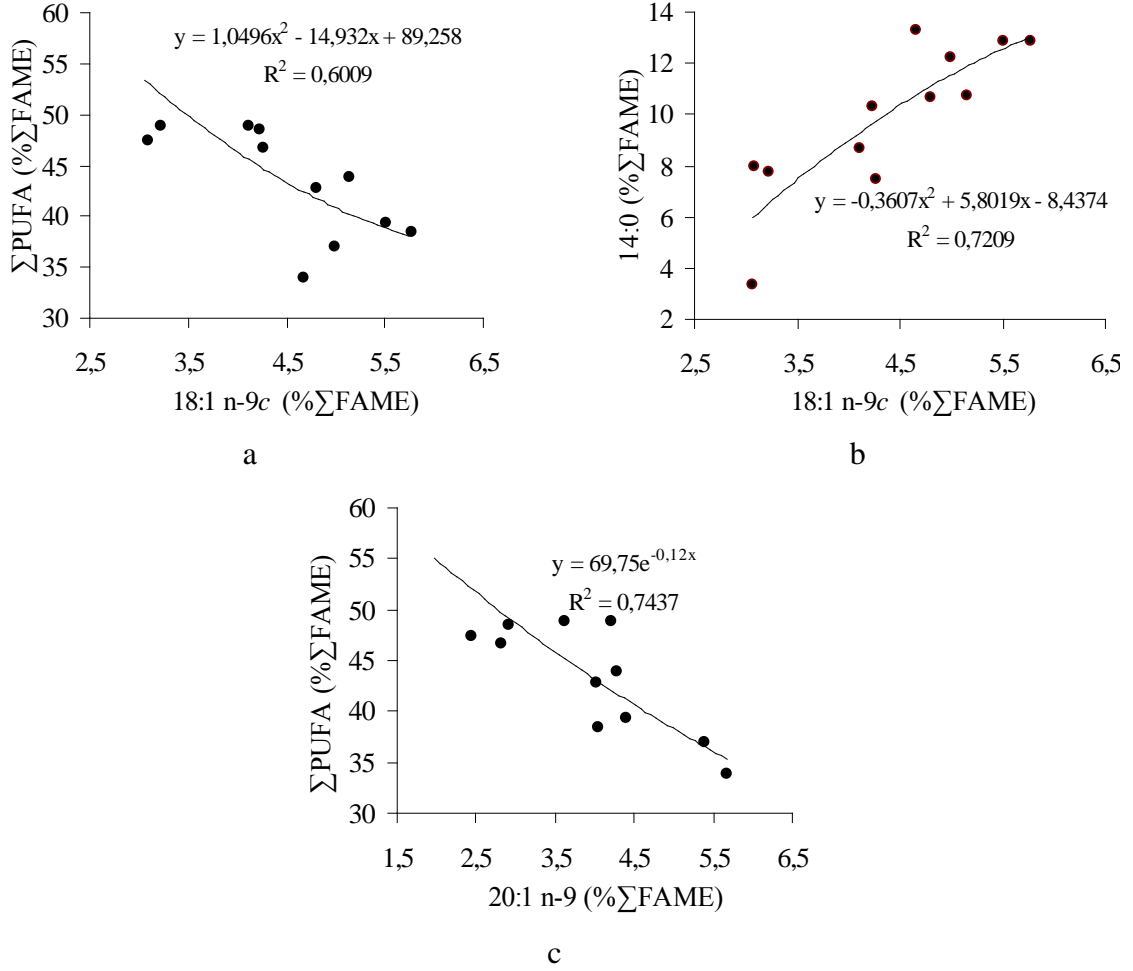 60
55
50
45
40
35
30
∑PUFA (%∑FAME)
y = 1,0496x² - 14,932x + 89,258
R² = 0,6009
2,5 3,5 4,5 5,5 6,5
18:1 n-9c (%∑FAME)
a
14
12
10
8
6
4
2
14:0 (%∑FAME)
y = -0,3607x² + 5,8019x - 8,4374
R² = 0,7209
2,5 3,5 4,5 5,5 6,5
18:1 n-9c (%∑FAME)
b
60
55
50
45
40
35
30
∑PUFA (%∑FAME)
y = 69,75e^-0,12x
R² = 0,7437
1,5 2,5 3,5 4,5 5,5 6,5
20:1 n-9 (%∑FAME)
c